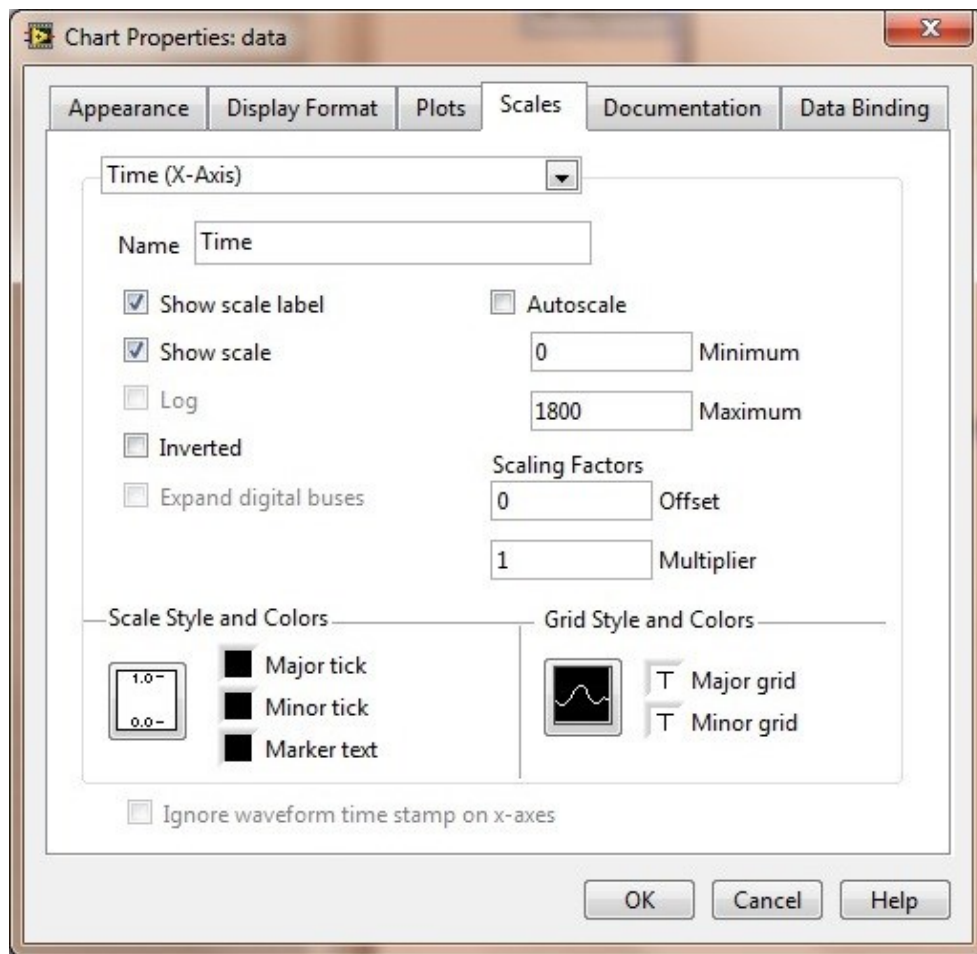 Chart Properties: data
x
Appearance Display Format Plots Scales Documentation Data Binding
Time (X-Axis)
Name Time
Show scale label
Autoscale
Show scale
0 Minimum
Log
1800 Maximum
Inverted
Scaling Factors
Expand digital buses
0 Offset
1 Multiplier
Scale Style and Colors
Grid Style and Colors
1.0
0.0
Major tick
Minor tick
Marker text
T Major grid
T Minor grid
Ignore waveform time stamp on x-axes
OK Cancel Help